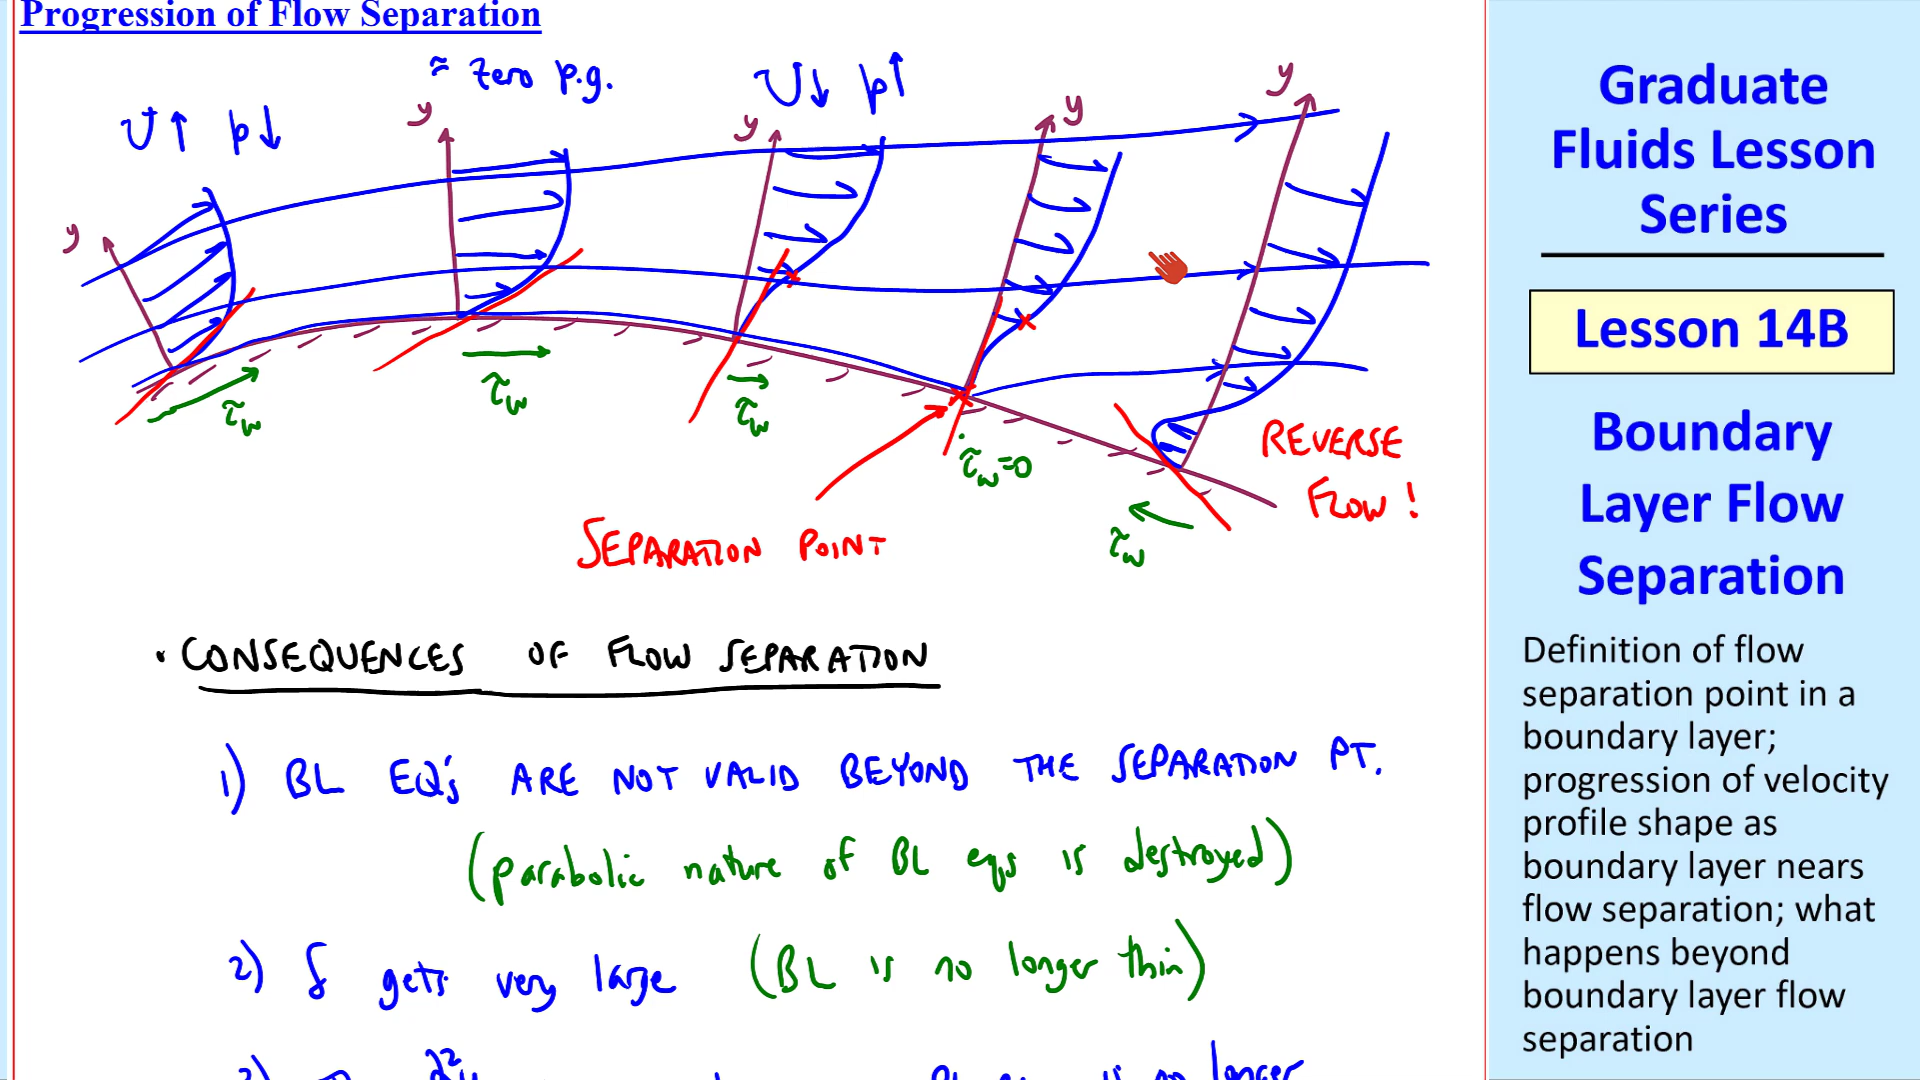 Progression of Flow Separation
≈ zero p.g.
U↓ p↑
U↑ p↓
y
y
y
y
y
τw
τw
τw
τw=0
τw
REVERSE
FLOW!
SEPARATION POINT
• CONSEQUENCES OF FLOW SEPARATION
1) BL EQ's ARE NOT VALID BEYOND THE SEPARATION PT.
(parabolic nature of BL eqs is destroyed)
2) δ gets very large (BL is no longer thin)
no longer
Graduate
Fluids Lesson
Series
Lesson 14B
Boundary
Layer Flow
Separation
Definition of flow
separation point in a
boundary layer;
progression of velocity
profile shape as
boundary layer nears
flow separation; what
happens beyond
boundary layer flow
separation